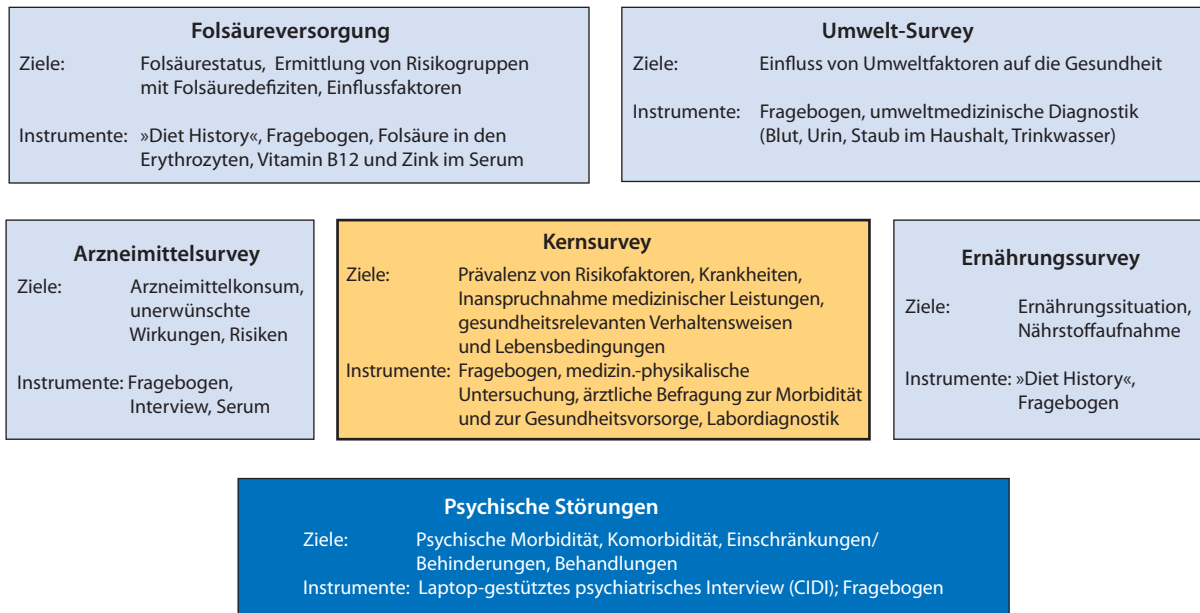 Folsäureversorgung
Ziele: Folsäurestatus, Ermittlung von Risikogruppen
mit Folsäuredefiziten, Einflussfaktoren
Instrumente: »Diet History«, Fragebogen, Folsäure in den
Erythrozyten, Vitamin B12 und Zink im Serum
Umwelt-Survey
Ziele: Einfluss von Umweltfaktoren auf die Gesundheit
Instrumente: Fragebogen, umweltmedizinische Diagnostik
(Blut, Urin, Staub im Haushalt, Trinkwasser)
Arzneimittelsurvey
Ziele: Arzneimittelkonsum,
unerwünschte
Wirkungen, Risiken
Instrumente: Fragebogen,
Interview, Serum
Kernsurvey
Ziele: Prävalenz von Risikofaktoren, Krankheiten,
Inanspruchnahme medizinischer Leistungen,
gesundheitsrelevanten Verhaltensweisen
und Lebensbedingungen
Instrumente: Fragebogen, medizin.-physikalische
Untersuchung, ärztliche Befragung zur Morbidität
und zur Gesundheitsvorsorge, Labordiagnostik
Ernährungssurvey
Ziele: Ernährungssituation,
Nährstoffaufnahme
Instrumente: »Diet History«,
Fragebogen
Psychische Störungen
Ziele: Psychische Morbidität, Komorbidität, Einschränkungen/
Behinderungen, Behandlungen
Instrumente: Laptop-gestütztes psychiatrisches Interview (CIDI); Fragebogen